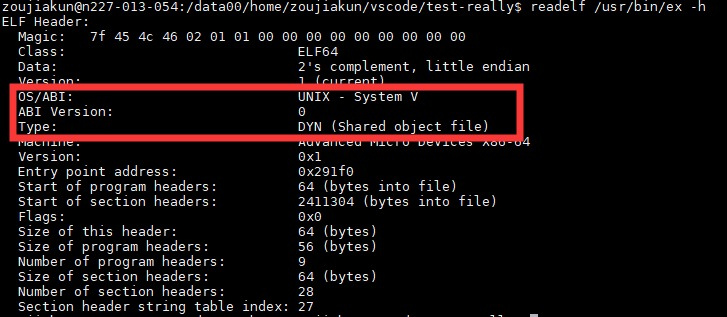 zoujiakun@n227-013-054:/data00/home/zoujiakun/vscode/test-really$ readelf /usr/bin/ex -h
ELF Header:
Magic: 7f 45 4c 46 02 01 01 00 00 00 00 00 00 00 00 00
Class: ELF64
Data: 2's complement, little endian
Version: 1 (current)
OS/ABI: UNIX - System V
ABI Version: 0
Type: DYN (Shared object file)
Machine: Advanced Micro Devices X86-64
Version: 0x1
Entry point address: 0x291f0
Start of program headers: 64 (bytes into file)
Start of section headers: 2411304 (bytes into file)
Flags: 0x0
Size of this header: 64 (bytes)
Size of program headers: 56 (bytes)
Number of program headers: 9
Size of section headers: 64 (bytes)
Number of section headers: 28
Section header string table index: 27